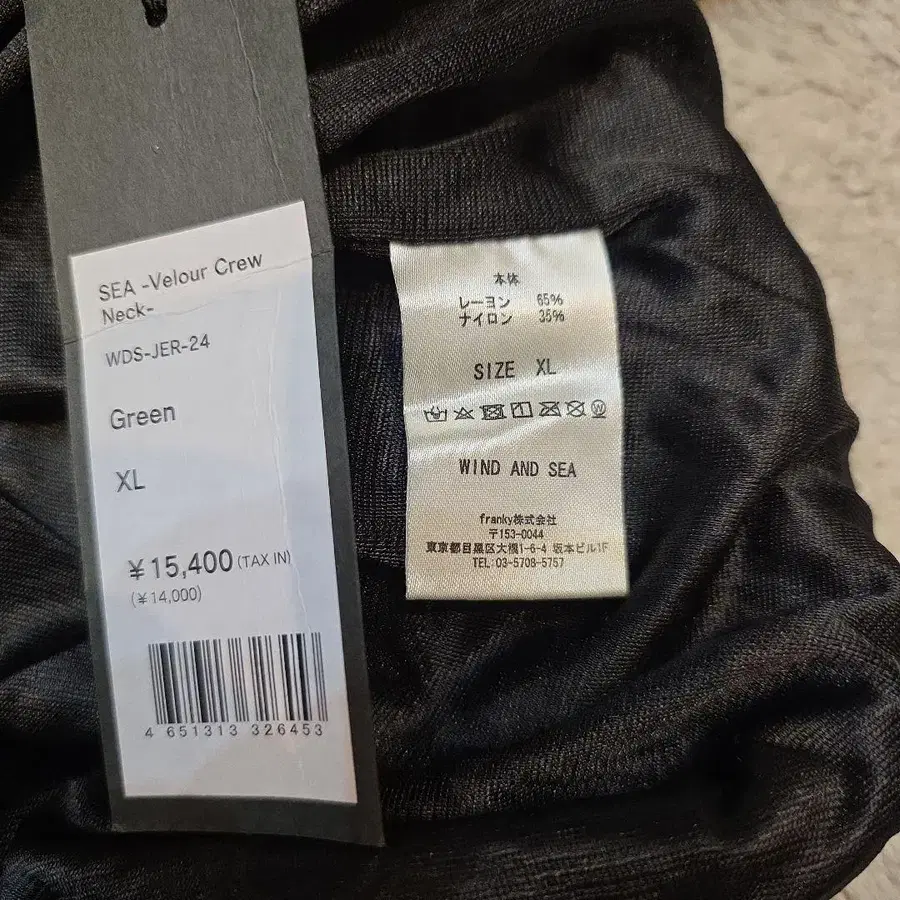 SEA -Velour Crew
Neck-
WDS-JER-24
Green
XL
¥15,400(TAX IN)
(¥14,000)
4 651313 326453
本体
レーヨン 65%
ナイロン 35%
SIZE XL
WIND AND SEA
franky株式会社
〒153-0044
東京都目黒区大橋1-6-4 坂本ビル1F
TEL:03-5708-5757